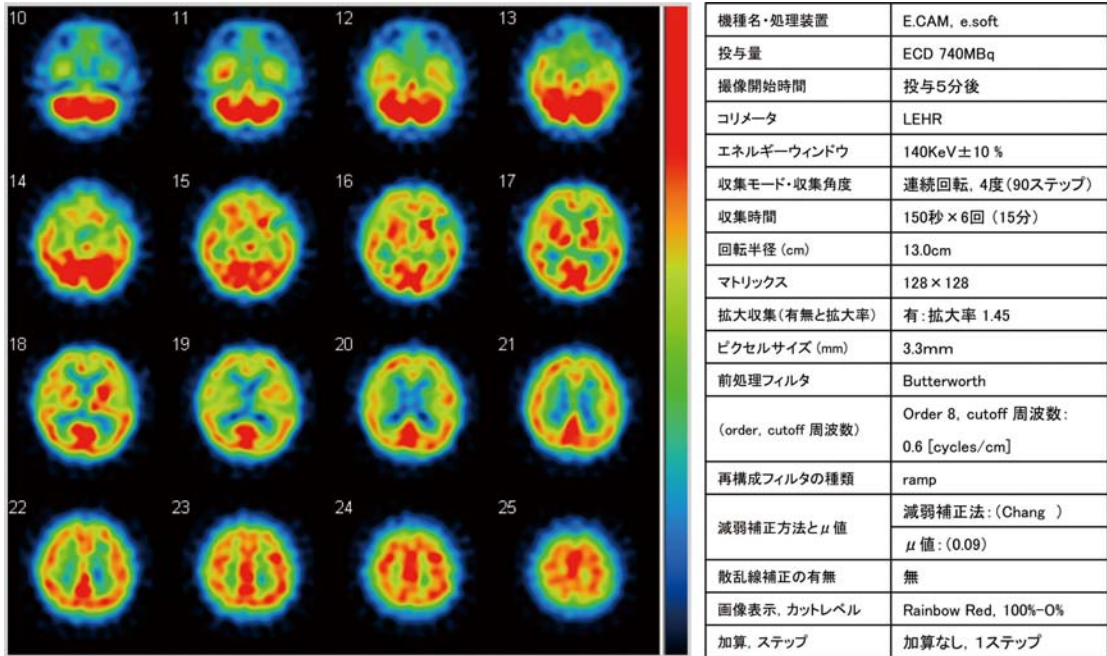 10
11
12
13
14
15
16
17
18
19
20
21
22
23
24
25
機種名・処理装置 E.CAM, e.soft
投与量 ECD 740MBq
撮像開始時間 投与5分後
コリメータ LEHR
エネルギーウィンドウ 140KeV±10 %
収集モード・収集角度 連続回転, 4度(90ステップ)
収集時間 150秒×6回 (15分)
回転半径 (cm) 13.0cm
マトリックス 128×128
拡大収集(有無と拡大率) 有:拡大率 1.45
ピクセルサイズ (mm) 3.3mm
前処理フィルタ Butterworth
(order, cutoff 周波数) Order 8, cutoff 周波数:
0.6 [cycles/cm]
再構成フィルタの種類 ramp
減弱補正方法とμ値 減弱補正法:(Chang )
μ値:(0.09)
散乱線補正の有無 無
画像表示, カットレベル Rainbow Red, 100%-0%
加算, ステップ 加算なし, 1ステップ